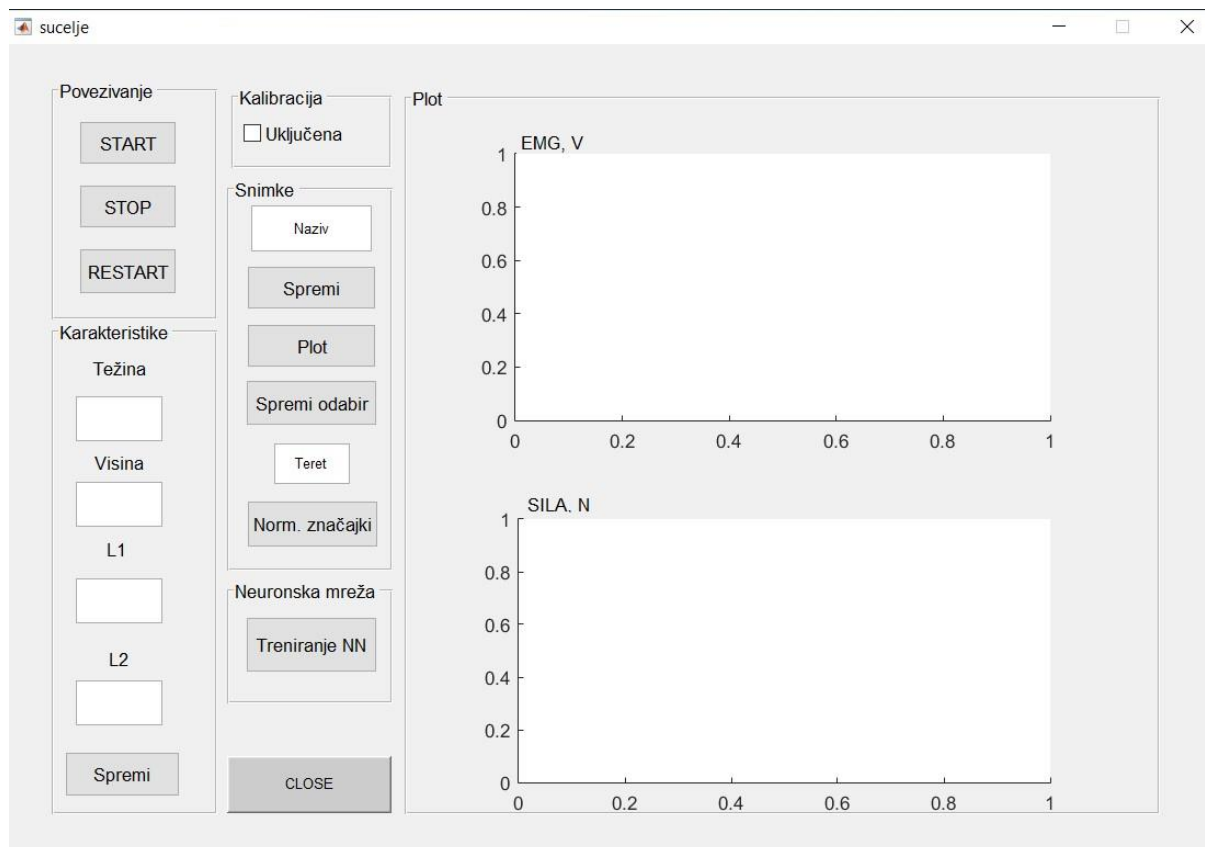 sucelje
Povezivanje
START
STOP
RESTART
Karakteristike
Težina
Visina
L1
L2
Spremi
Kalibracija
Uključena
Snimke
Naziv
Spremi
Plot
Spremi odabir
Teret
Norm. značajki
Neuronska mreža
Treniranje NN
CLOSE
Plot
EMG, V
1
0.8
0.6
0.4
0.2
0
0 0.2 0.4 0.6 0.8 1
SILA, N
1
0.8
0.6
0.4
0.2
0
0 0.2 0.4 0.6 0.8 1